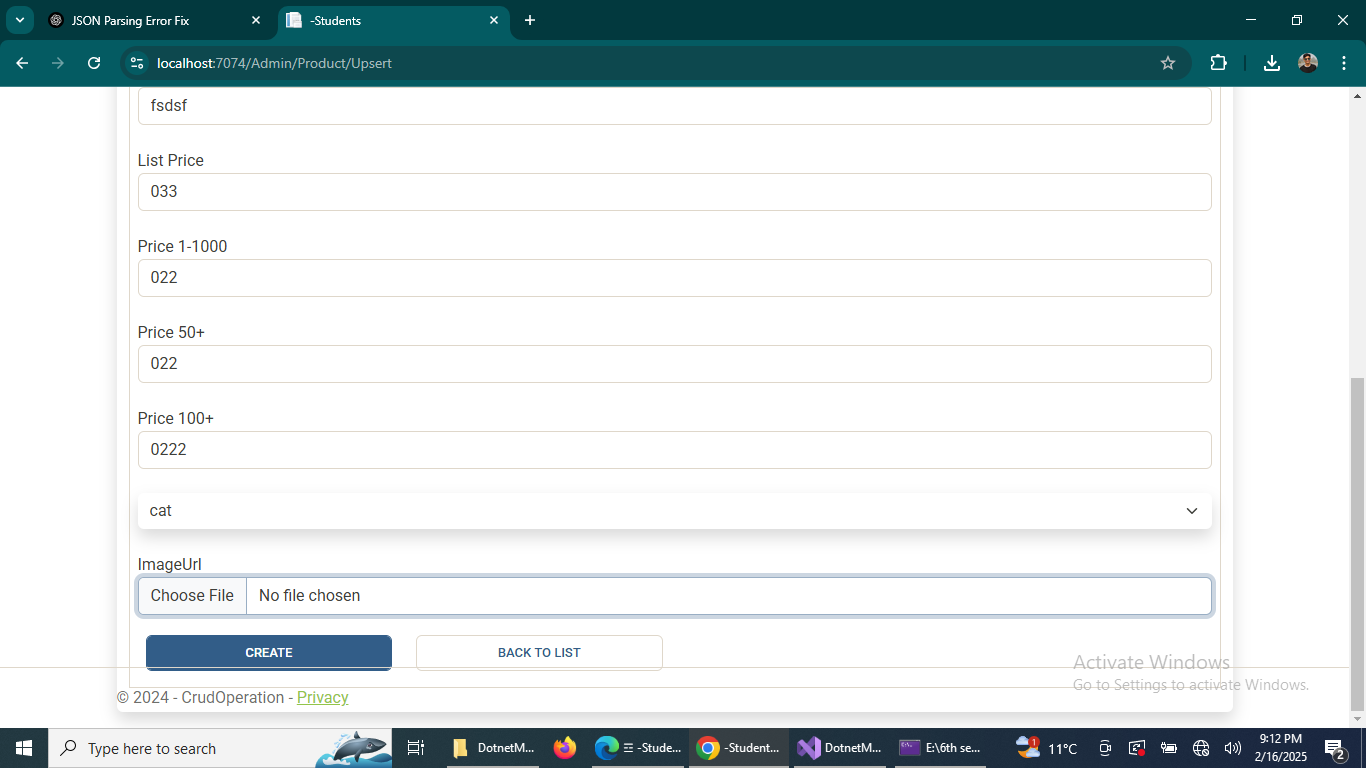 JSON Parsing Error Fix
-Students
localhost:7074/Admin/Product/Upsert
fsdsf
List Price
033
Price 1-1000
022
Price 50+
022
Price 100+
0222
cat
ImageUrl
Choose File No file chosen
CREATE BACK TO LIST
Activate Windows
Go to Settings to activate Windows.
© 2024 - CrudOperation - Privacy
Type here to search
DotnetM...
-Stude...
-Student...
DotnetM...
E:\6th se...
1
11°C
9:12 PM
2/16/2025
2